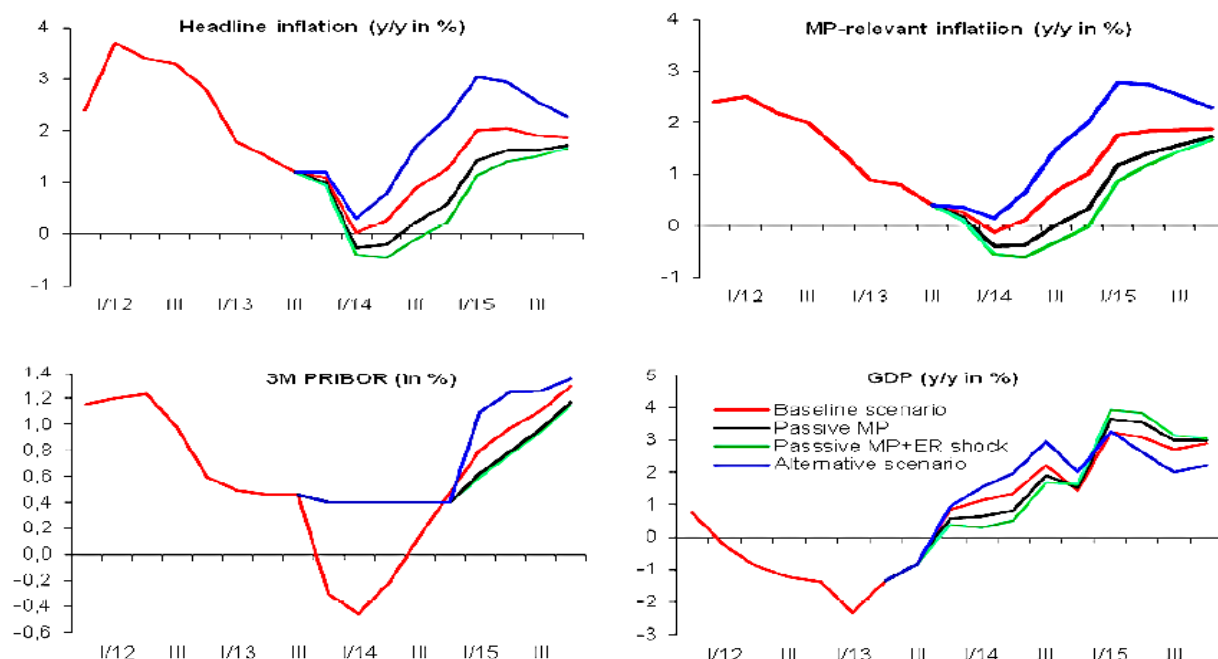 Headline inflation (y/y in %)
4
3
2
1
0
-1
I/12 III I/13 III I/14 III I/15 III
MP-relevant inflatiion (y/y in %)
4
3
2
1
0
-1
I/12 III I/13 III I/14 III I/15 III
3M PRIBOR (in %)
1,4
1,2
1,0
0,8
0,6
0,4
0,2
0,0
-0,2
-0,4
-0,6
I/12 III I/13 III I/14 III I/15 III
GDP (y/y in %)
5
4
3
2
1
0
-1
-2
-3
Baseline scenario
Passive MP
Passsive MP+ER shock
Alternative scenario
I/12 III I/13 III I/14 III I/15 III